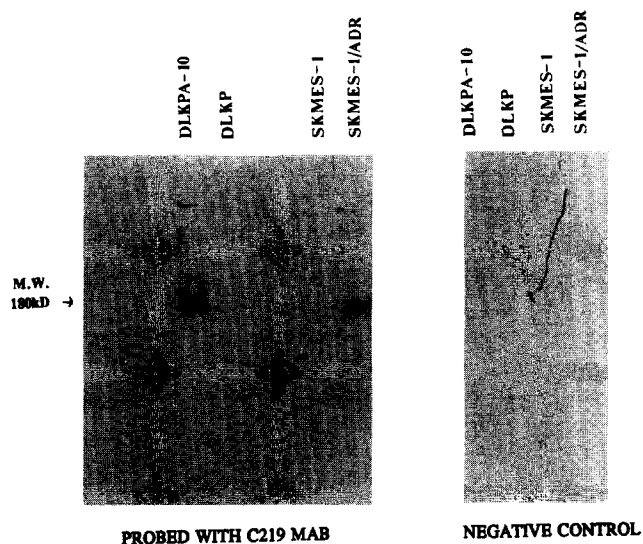 DLKPA-10
DLKP
SKMES-1
SKMES-1/ADR
DLKPA-10
DLKP
SKMES-1
SKMES-1/ADR
M.W.
180kD →
PROBED WITH C219 MAB
NEGATIVE CONTROL